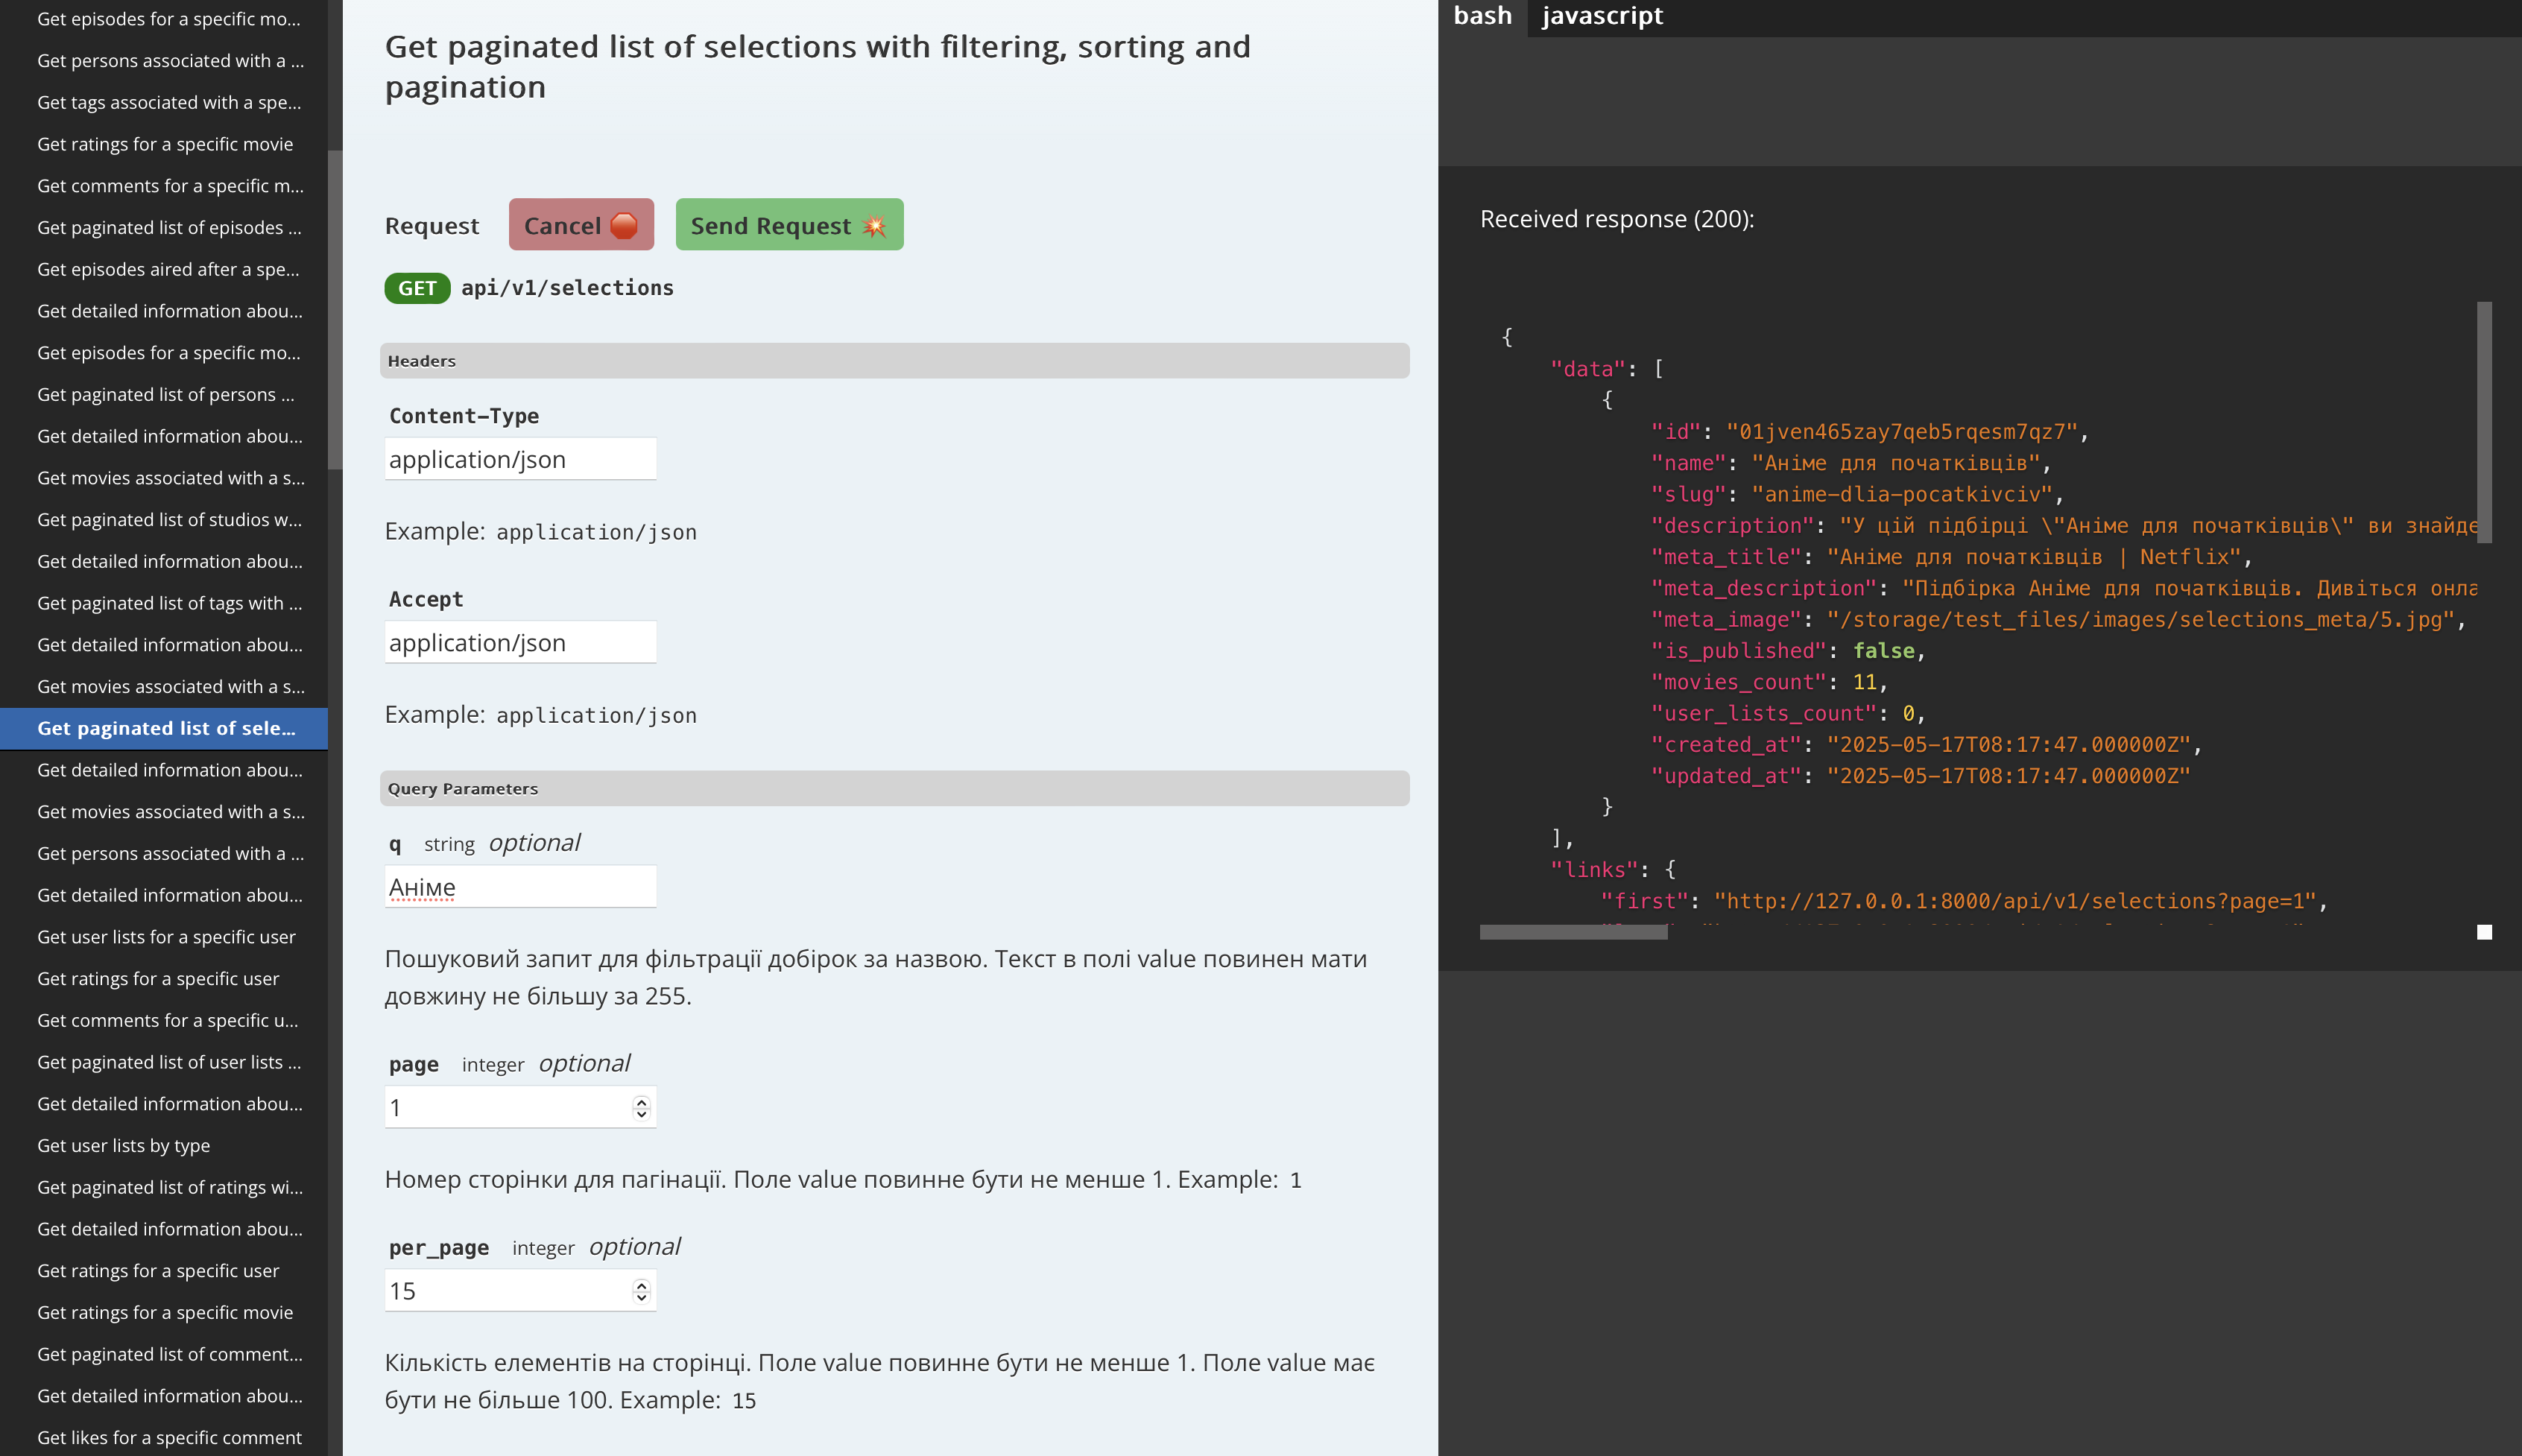 Get episodes for a specific mo...
Get persons associated with a ...
Get tags associated with a spe...
Get ratings for a specific movie
Get comments for a specific m...
Get paginated list of episodes ...
Get episodes aired after a spe...
Get detailed information abou...
Get episodes for a specific mo...
Get paginated list of persons ...
Get detailed information abou...
Get movies associated with a s...
Get paginated list of studios w...
Get detailed information abou...
Get paginated list of tags with ...
Get detailed information abou...
Get movies associated with a s...
Get paginated list of sele...
Get detailed information abou...
Get movies associated with a s...
Get persons associated with a ...
Get detailed information abou...
Get user lists for a specific user
Get ratings for a specific user
Get comments for a specific u...
Get paginated list of user lists ...
Get detailed information abou...
Get user lists by type
Get paginated list of ratings wi...
Get detailed information abou...
Get ratings for a specific user
Get ratings for a specific movie
Get paginated list of comment...
Get detailed information abou...
Get likes for a specific comment
Get paginated list of selections with filtering, sorting and
pagination
Request Cancel 🛑 Send Request 💥
GET api/v1/selections
Headers
Content-Type
application/json
Example: application/json
Accept
application/json
Example: application/json
Query Parameters
q string optional
Аніме
Пошуковий запит для фільтрації добірок за назвою. Текст в полі value повинен мати
довжину не більшу за 255.
page integer optional
1
Номер сторінки для пагінації. Поле value повинне бути не менше 1. Example: 1
per_page integer optional
15
Кількість елементів на сторінці. Поле value повинне бути не менше 1. Поле value має
бути не більше 100. Example: 15
bash javascript
Received response (200):
{
"data": [
{
"id": "01jven465zay7qeb5rqesm7qz7",
"name": "Аніме для початківців",
"slug": "anime-dlia-pocatkivciv",
"description": "У цій підбірці \"Аніме для початківців\" ви знайде
"meta_title": "Аніме для початківців | Netflix",
"meta_description": "Підбірка Аніме для початківців. Дивіться онла
"meta_image": "/storage/test_files/images/selections_meta/5.jpg",
"is_published": false,
"movies_count": 11,
"user_lists_count": 0,
"created_at": "2025-05-17T08:17:47.000000Z",
"updated_at": "2025-05-17T08:17:47.000000Z"
}
],
"links": {
"first": "http://127.0.0.1:8000/api/v1/selections?page=1",